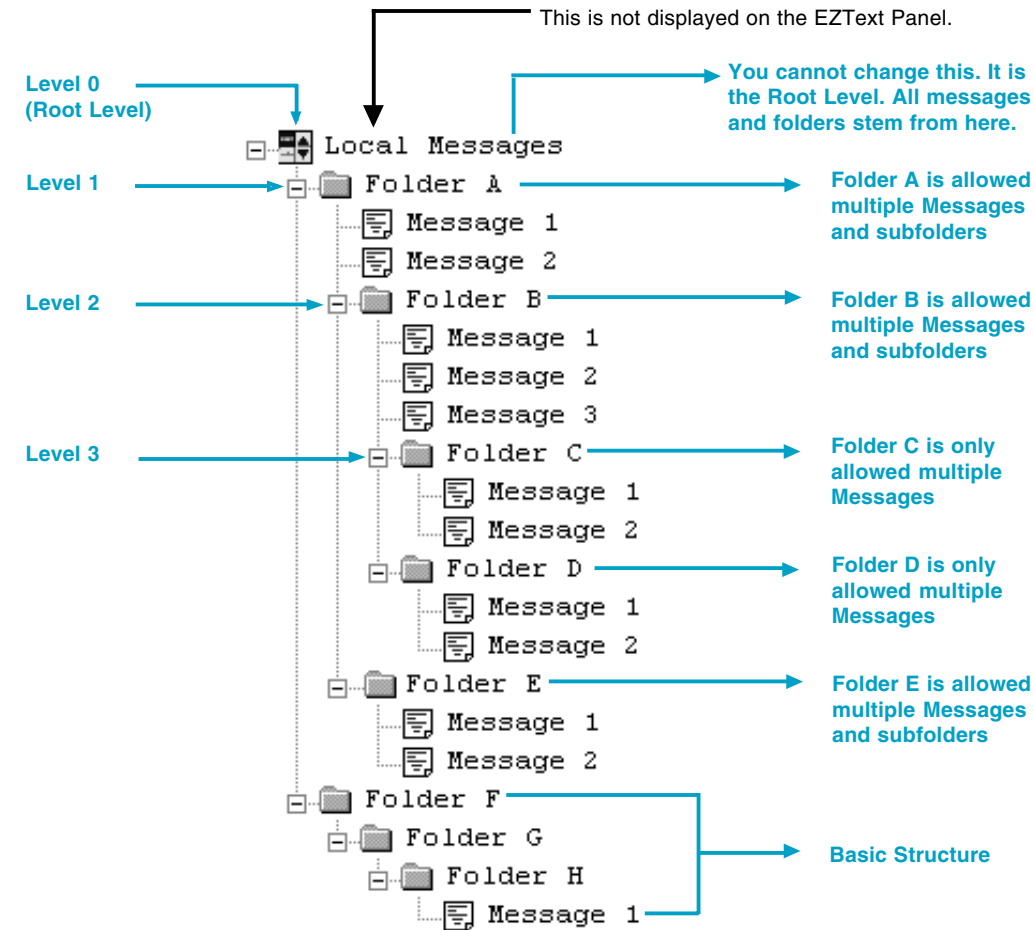 This is not displayed on the EZText Panel.
Level 0
(Root Level)
You cannot change this. It is
the Root Level. All messages
and folders stem from here.
Local Messages
Level 1
Folder A
Folder A is allowed
multiple Messages
and subfolders
Message 1
Message 2
Level 2
Folder B
Folder B is allowed
multiple Messages
and subfolders
Message 1
Message 2
Message 3
Level 3
Folder C
Folder C is only
allowed multiple
Messages
Message 1
Message 2
Folder D
Folder D is only
allowed multiple
Messages
Message 1
Message 2
Folder E
Folder E is allowed
multiple Messages
and subfolders
Message 1
Message 2
Folder F
Folder G
Basic Structure
Folder H
Message 1